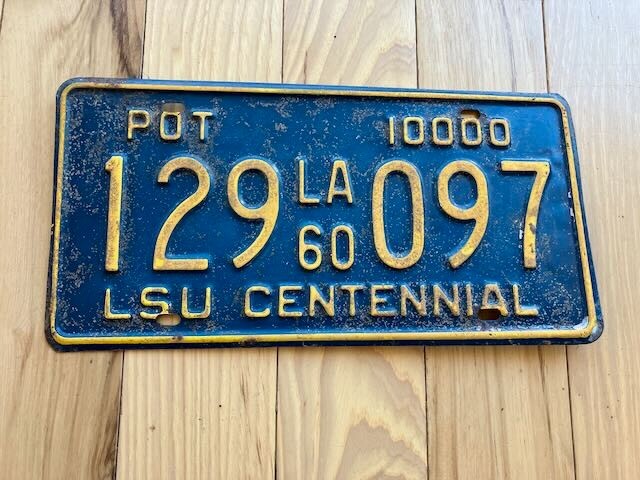 POT 10000
129 LA 60 097
LSU CENTENNIAL